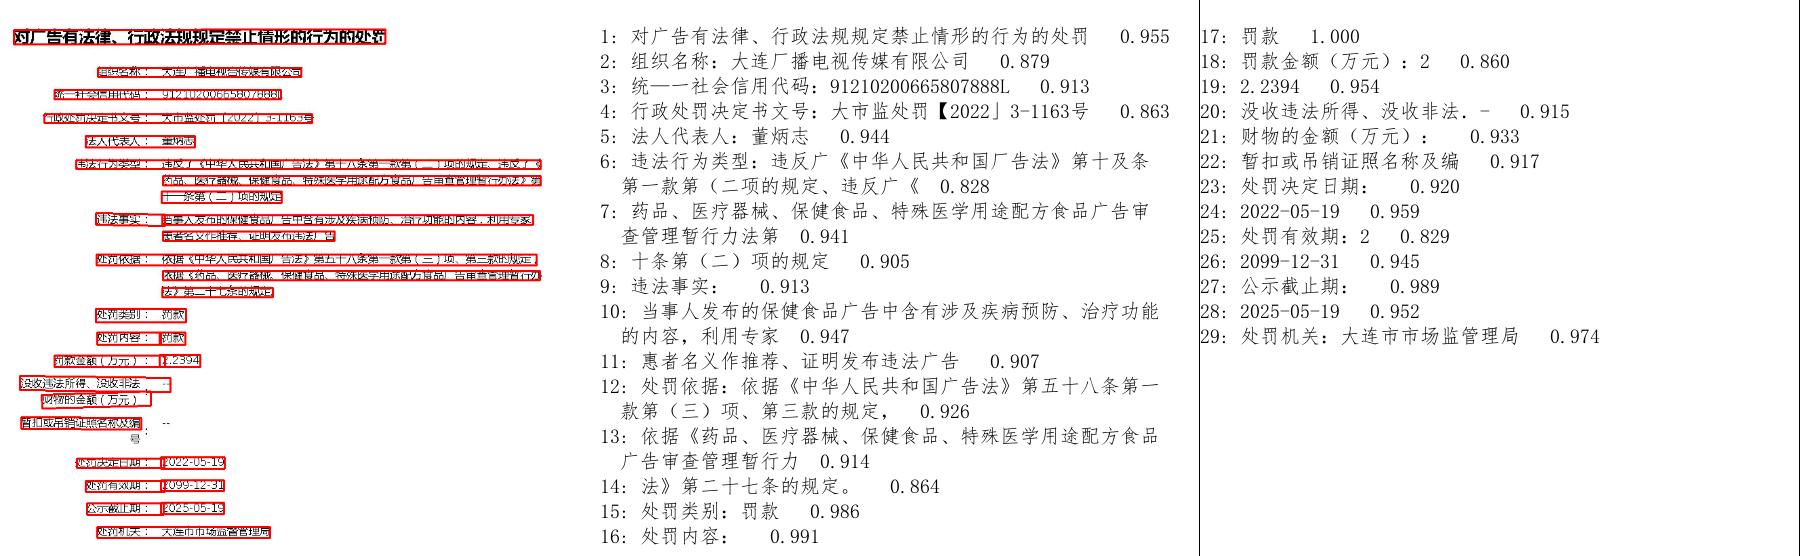 对广告有法律、行政法规规定禁止情形的行为的处罚
组织名称： 大连广播电视台传媒有限公司
统一社会信用代码： 91210200665807888L
行政处罚决定书文号： 大市监处罚〔2022〕3-1163号
法人代表人： 董炳志
违法行为类型： 违反了《中华人民共和国广告法》第十八条第一款第（二）项的规定、违反了《
药品、医疗器械、保健食品、特殊医学用途配方食品广告审查管理暂行办法》第
十一条第（二）项的规定
违法事实： 当事人发布的保健食品广告中含有涉及疾病预防、治疗功能的内容，利用专家
患者名义作推荐、证明发布违法广告
处罚依据： 依据《中华人民共和国广告法》第五十八条第一款第（三）项、第三款的规定，
依据《药品、医疗器械、保健食品、特殊医学用途配方食品广告审查管理暂行办
法》第二十七条的规定
处罚类别： 罚款
处罚内容： 罚款
罚款金额（万元）： 2.2394
没收违法所得、没收非法 --
财物的金额（万元）：
暂扣或吊销证照名称及编 --
号：
处罚决定日期： 2022-05-19
处罚有效期： 2099-12-31
公示截止期： 2025-05-19
处罚机关： 大连市市场监督管理局
1: 对广告有法律、行政法规规定禁止情形的行为的处罚 0.955
2: 组织名称：大连厂播电视传媒有限公司 0.879
3: 统—一社会信用代码：91210200665807888L 0.913
4: 行政处罚决定书文号：大市监处罚【2022」3-1163号 0.863
5: 法人代表人：董炳志 0.944
6: 违法行为类型：违反广《中华人民共和国厂告法》第十及条
第一款第（二项的规定、违反广《 0.828
7: 药品、医疗器械、保健食品、特殊医学用途配方食品广告审
查管理暂行力法第 0.941
8: 十条第（二）项的规定 0.905
9: 违法事实： 0.913
10: 当事人发布的保健食品广告中含有涉及疾病预防、治疗功能
的内容，利用专家 0.947
11: 惠者名义作推荐、证明发布违法广告 0.907
12: 处罚依据：依据《中华人民共和国广告法》第五十八条第一
款第（三）项、第三款的规定， 0.926
13: 依据《药品、医疗器械、保健食品、特殊医学用途配方食品
广告审查管理暂行力 0.914
14: 法》第二十七条的规定。 0.864
15: 处罚类别：罚款 0.986
16: 处罚内容： 0.991
17: 罚款 1.000
18: 罚款金额（万元）：2 0.860
19: 2.2394 0.954
20: 没收违法所得、没收非法．- 0.915
21: 财物的金额（万元）： 0.933
22: 暂扣或吊销证照名称及编 0.917
23: 处罚决定日期： 0.920
24: 2022-05-19 0.959
25: 处罚有效期：2 0.829
26: 2099-12-31 0.945
27: 公示截止期： 0.989
28: 2025-05-19 0.952
29: 处罚机关：大连市市场监管理局 0.974